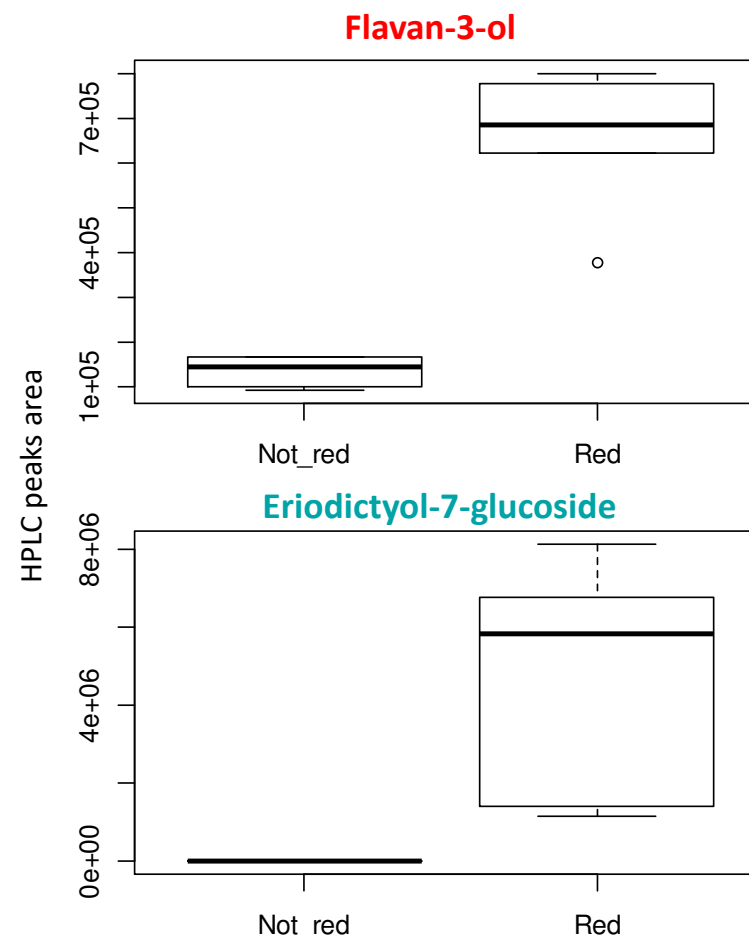 Flavan-3-ol
7e+05
4e+05
1e+05
Not_red
Red
HPLC peaks area
Eriodictyol-7-glucoside
8e+06
4e+06
0e+00
Not_red
Red